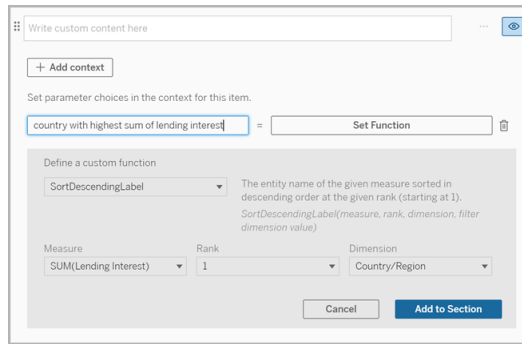 Write custom content here
+ Add context
Set parameter choices in the context for this item.
country with highest sum of lending interest = Set Function
Define a custom function
SortDescendingLabel
The entity name of the given measure sorted in
descending order at the given rank (starting at 1).
SortDescendingLabel(measure, rank, dimension, filter
dimension value)
Measure Rank Dimension
SUM(Lending Interest) 1 Country/Region
Cancel Add to Section